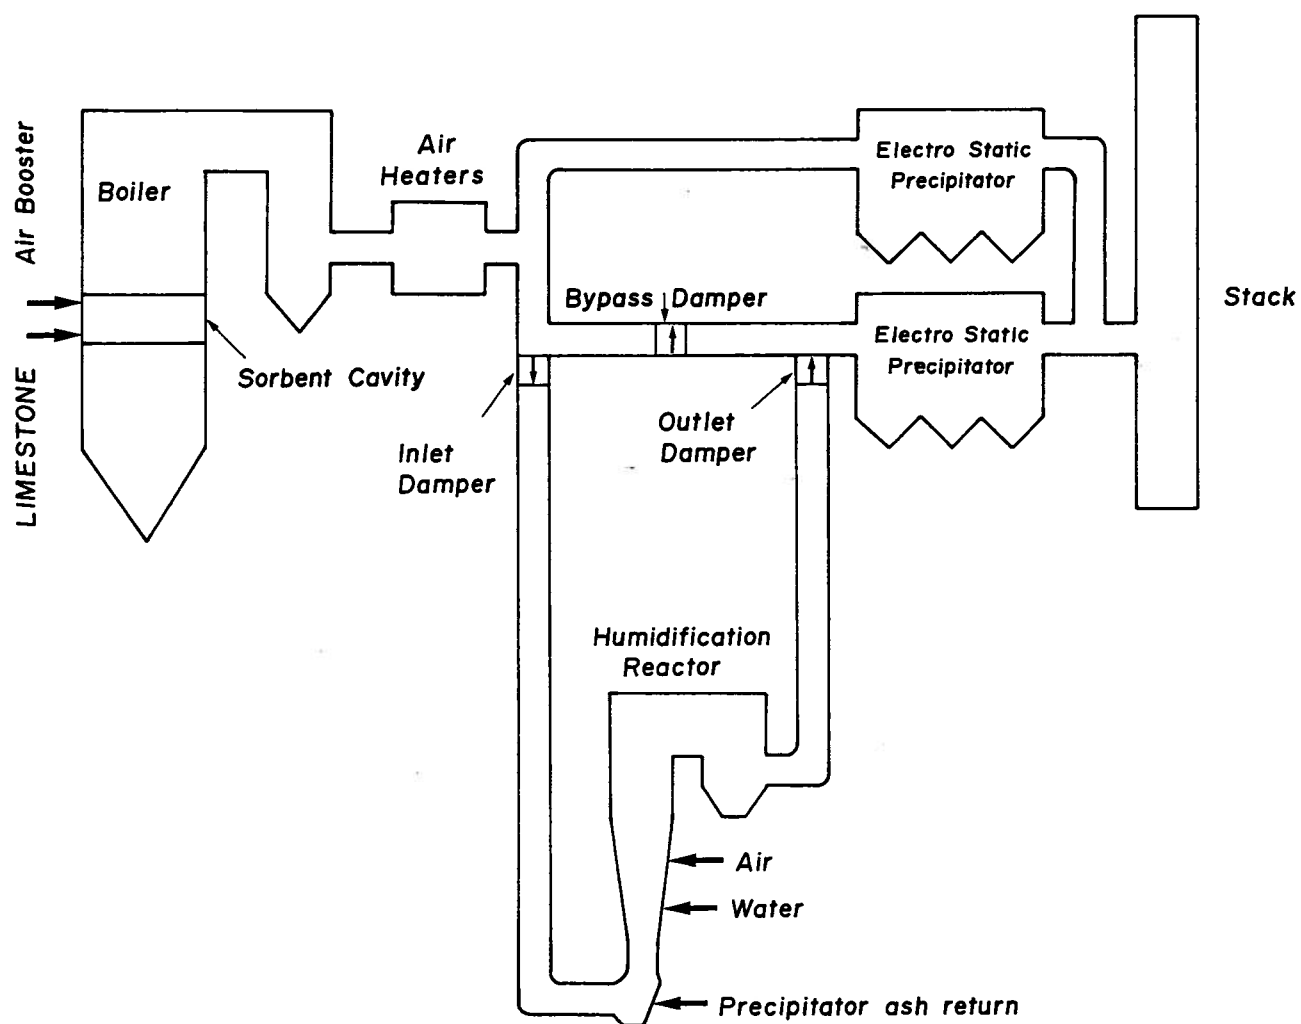 Air Booster
LIMESTONE
Boiler
Sorbent Cavity
Air
Heaters
Electro Static
Precipitator
Bypass Damper
Electro Static
Precipitator
Stack
Inlet
Damper
Outlet
Damper
Humidification
Reactor
Air
Water
Precipitator ash return